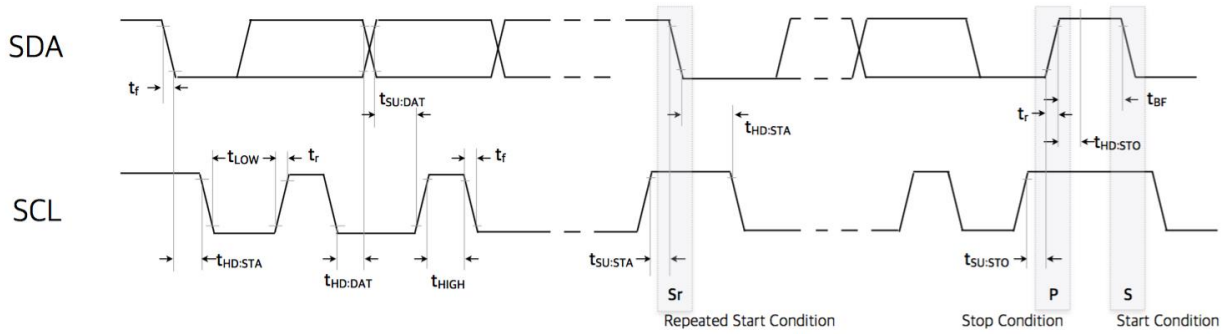 SDA
tf
tSU:DAT
tHD:STA
tr
tBF
tHD:STO
tLOW
tr
tf
SCL
tHD:STA
tHD:DAT
tHIGH
tSU:STA
tSU:STO
Sr
P
S
Repeated Start Condition
Stop Condition
Start Condition